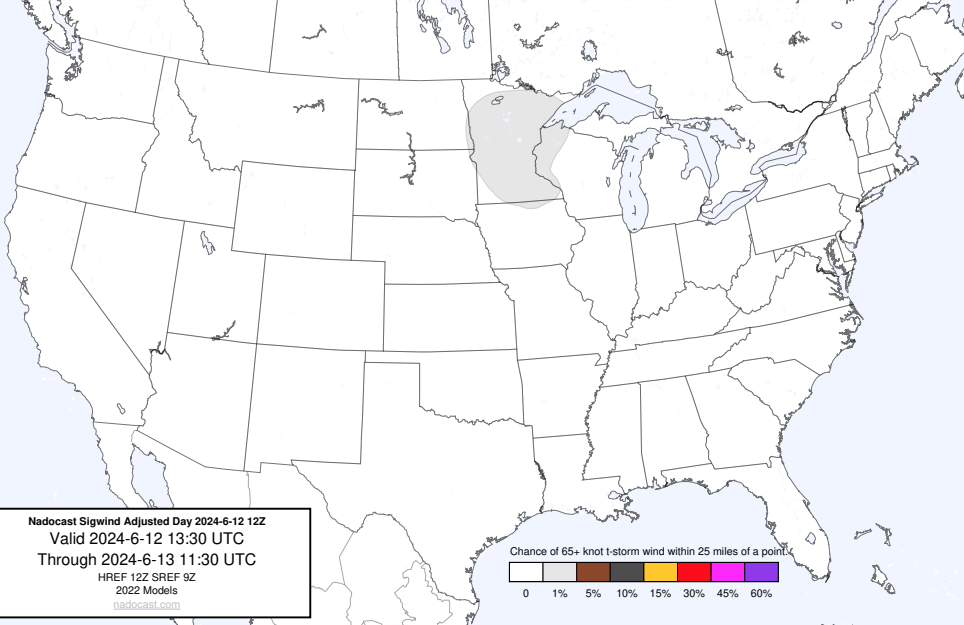 Nadocast Sigwind Adjusted Day 2024-6-12 12Z
Valid 2024-6-12 13:30 UTC
Through 2024-6-13 11:30 UTC
HREF 12Z SREF 9Z
2022 Models
nadocast.com
Chance of 65+ knot t-storm wind within 25 miles of a point.
0 1% 5% 10% 15% 30% 45% 60%